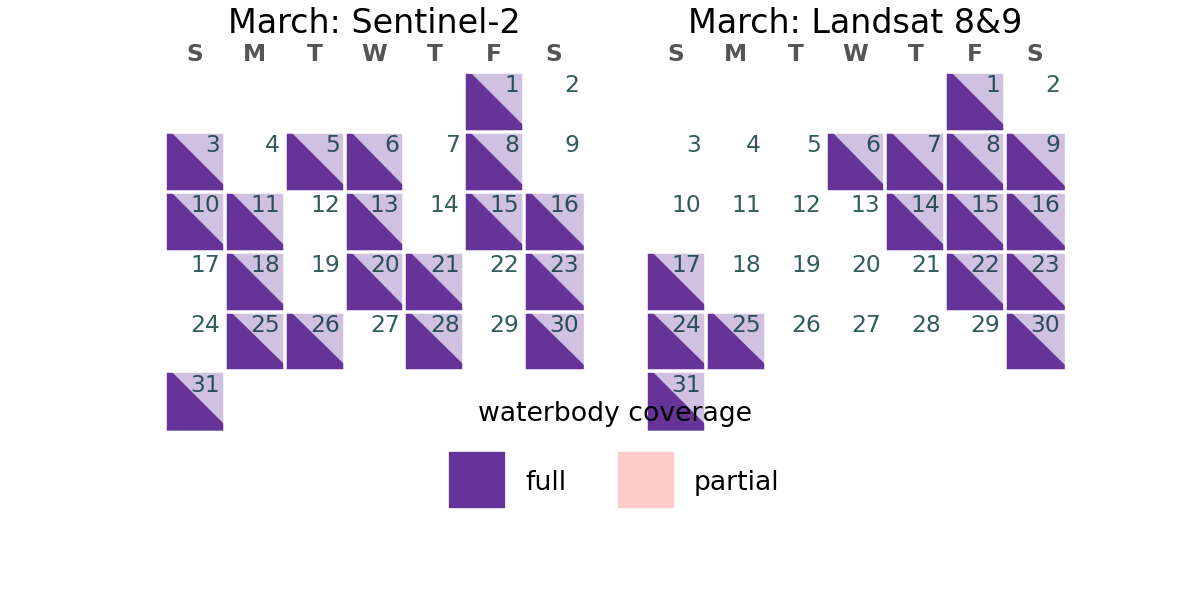 March: Sentinel-2
S M T W T F S
1 2
3 4 5 6 7 8 9
10 11 12 13 14 15 16
17 18 19 20 21 22 23
24 25 26 27 28 29 30
31
March: Landsat 8&9
S M T W T F S
1 2
3 4 5 6 7 8 9
10 11 12 13 14 15 16
17 18 19 20 21 22 23
24 25 26 27 28 29 30
31
waterbody coverage
full partial